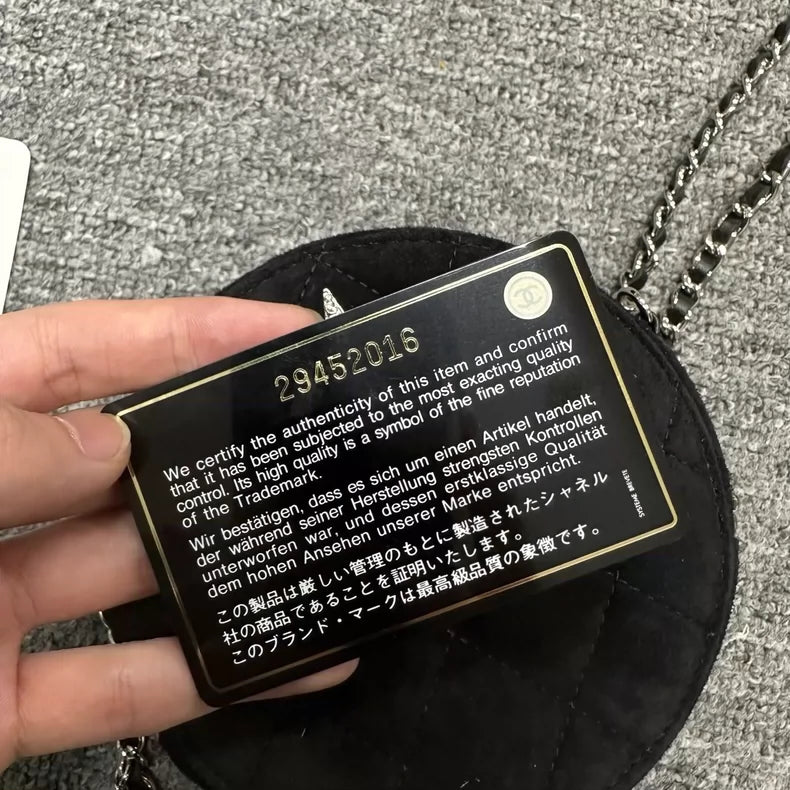 29452016
We certify the authenticity of this item and confirm
that it has been subjected to the most exacting quality
control. Its high quality is a symbol of the fine reputation
of the Trademark.
Wir bestätigen, dass es sich um einen Artikel handelt,
der während seiner Herstellung strengsten Kontrollen
unterworfen war, und dessen erstklassige Qualität
dem hohen Ansehen unserer Marke entspricht.
この製品は厳しい管理のもとに製造されたシャネル
社の商品であることを証明いたします。
このブランド・マークは最高級品質の象徴です。
SYSTEME BREVETE